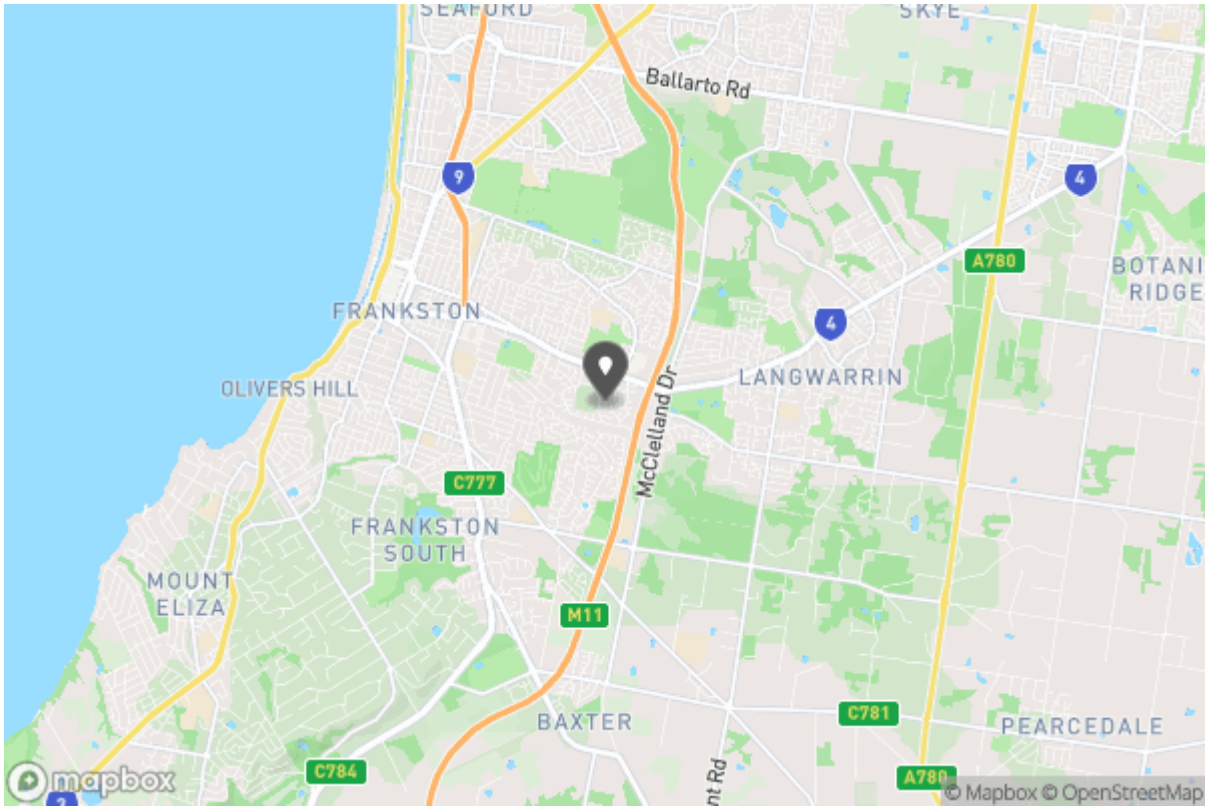 SEAFORD
SKYE
Ballarto Rd
9
4
A780
BOTANI
RIDGE
FRANKSTON
4
OLIVERS HILL
LANGWARRIN
McClelland Dr
C777
FRANKSTON
SOUTH
MOUNT
ELIZA
M11
BAXTER
C781
PEARCEDALE
C784
nt Rd
A780
mapbox
© Mapbox © OpenStreetMap